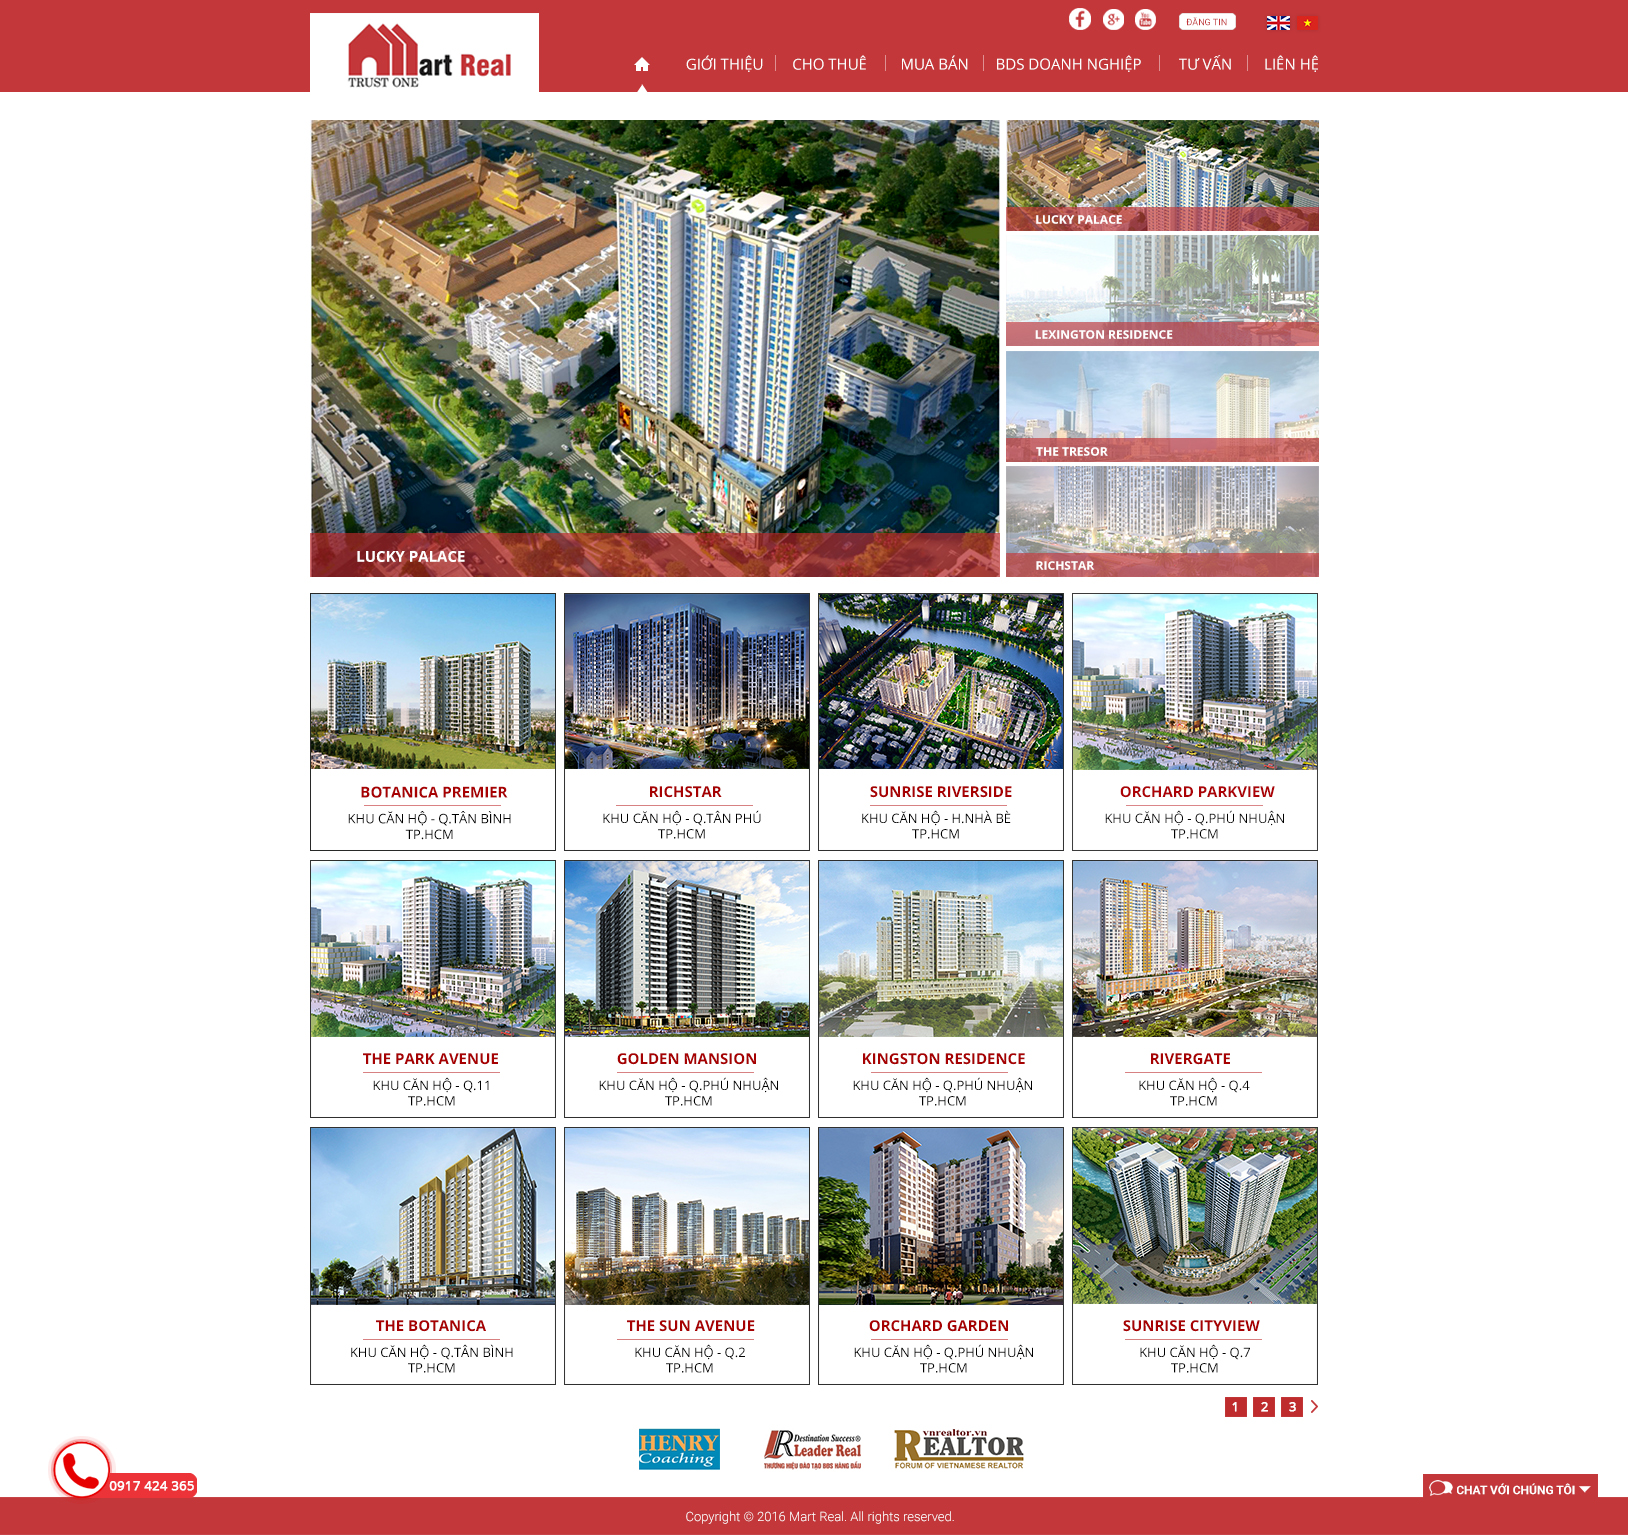 ĐĂNG TIN
Mart Real
TRUST ONE
GIỚI THIỆU
CHO THUÊ
MUA BÁN
BDS DOANH NGHIỆP
TƯ VẤN
LIÊN HỆ
LUCKY PALACE
LUCKY PALACE
LEXINGTON RESIDENCE
THE TRESOR
RICHSTAR
BOTANICA PREMIER
KHU CĂN HỘ - Q.TÂN BÌNH
TP.HCM
RICHSTAR
KHU CĂN HỘ - Q.TÂN PHÚ
TP.HCM
SUNRISE RIVERSIDE
KHU CĂN HỘ - H.NHÀ BÈ
TP.HCM
ORCHARD PARKVIEW
KHU CĂN HỘ - Q.PHÚ NHUẬN
TP.HCM
THE PARK AVENUE
KHU CĂN HỘ - Q.11
TP.HCM
GOLDEN MANSION
KHU CĂN HỘ - Q.PHÚ NHUẬN
TP.HCM
KINGSTON RESIDENCE
KHU CĂN HỘ - Q.PHÚ NHUẬN
TP.HCM
RIVERGATE
KHU CĂN HỘ - Q.4
TP.HCM
THE BOTANICA
KHU CĂN HỘ - Q.TÂN BÌNH
TP.HCM
THE SUN AVENUE
KHU CĂN HỘ - Q.2
TP.HCM
ORCHARD GARDEN
KHU CĂN HỘ - Q.PHÚ NHUẬN
TP.HCM
SUNRISE CITYVIEW
KHU CĂN HỘ - Q.7
TP.HCM
1 2 3
HENRY
Coaching
Destination Success®
Leader Real
THƯƠNG HIỆU ĐÀO TẠO BĐS HÀNG ĐẦU
vnrealtor.vn
REALTOR
FORUM OF VIETNAMESE REALTOR
0917 424 365
CHAT VỚI CHÚNG TÔI
Copyright © 2016 Mart Real. All rights reserved.